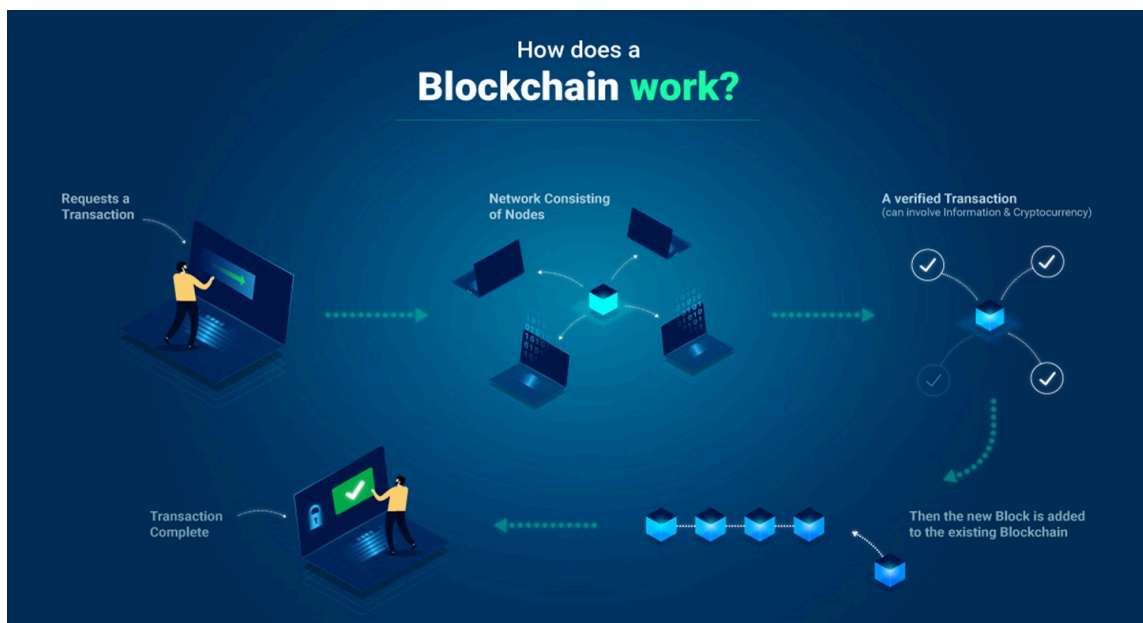 How does a
Blockchain work?
Requests a
Transaction
Network Consisting
of Nodes
A verified Transaction
(can involve Information & Cryptocurrency)
Then the new Block is added
to the existing Blockchain
Transaction
Complete